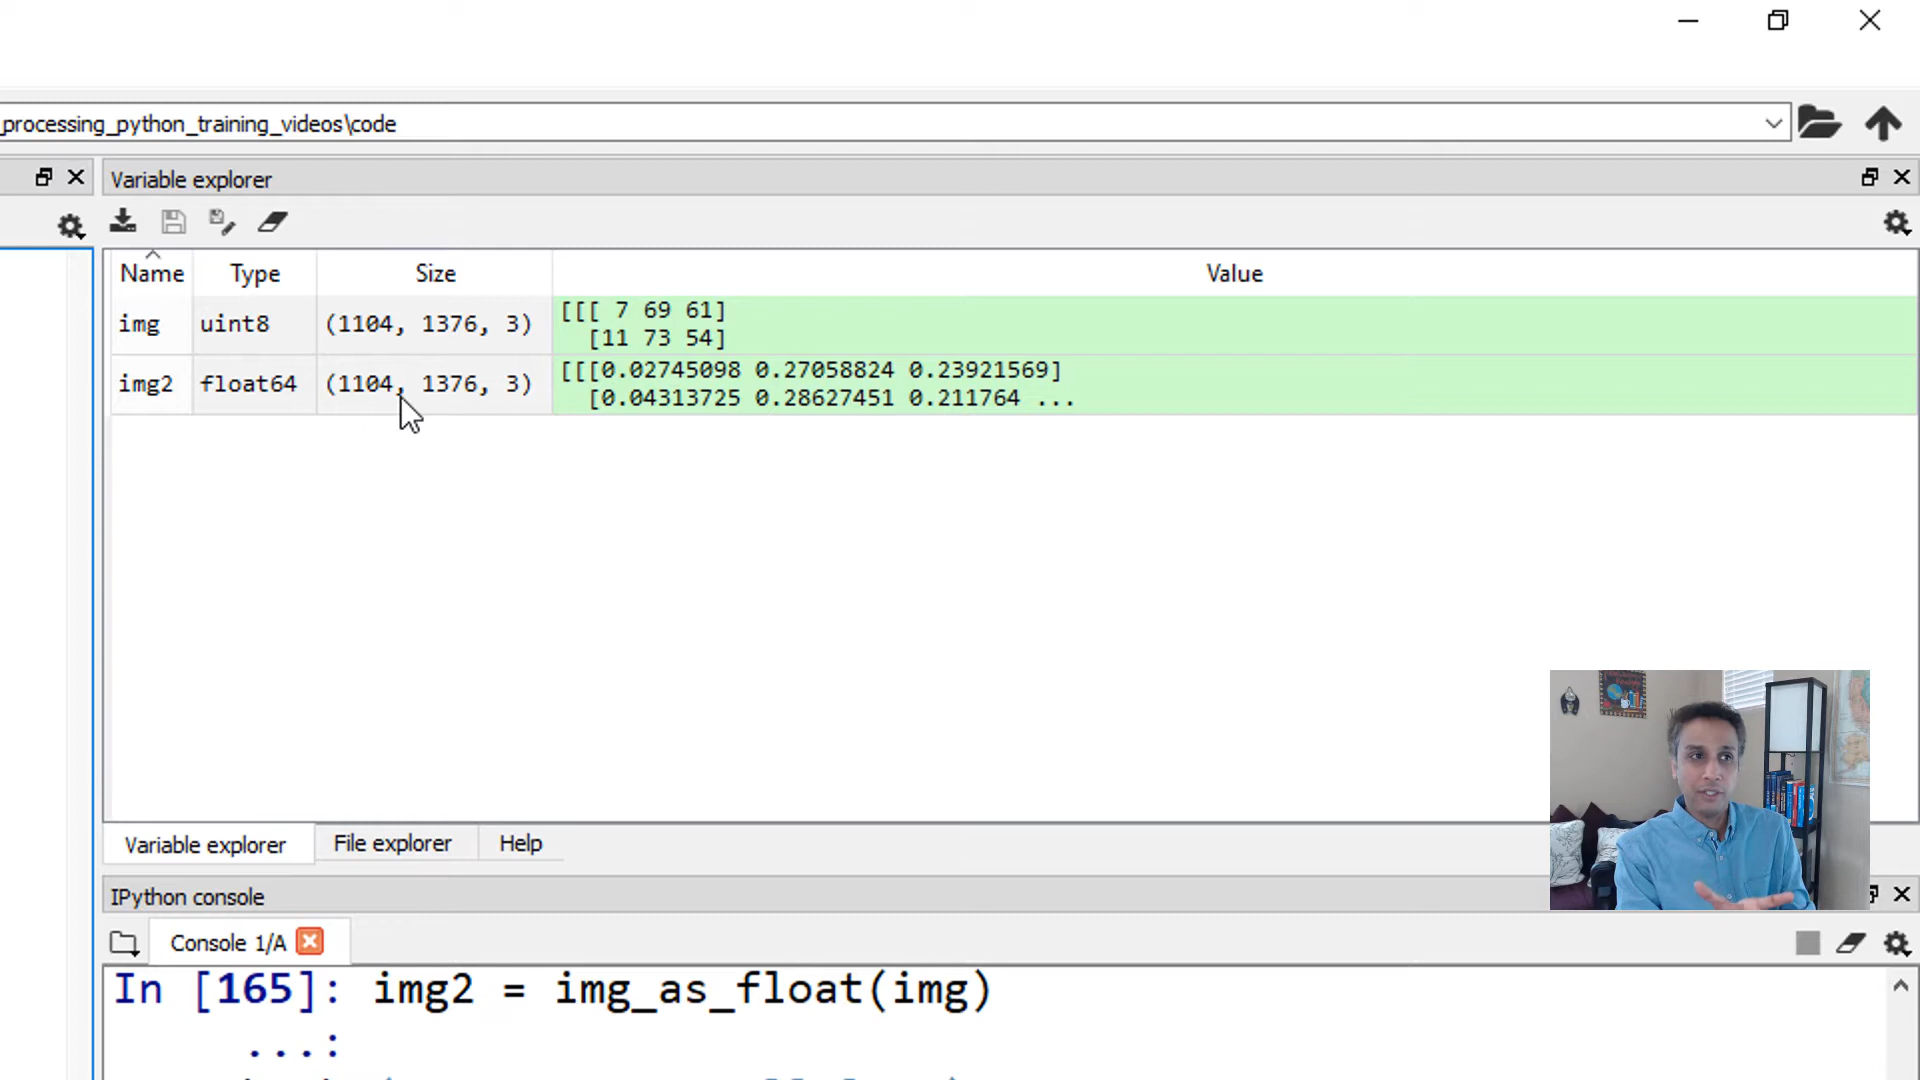 _processing_python_training_videos\code
Variable explorer
Name Type Size Value
img uint8 (1104, 1376, 3) [[[ 7 69 61]
[11 73 54]
img2 float64 (1104, 1376, 3) [[[0.02745098 0.27058824 0.23921569]
[0.04313725 0.28627451 0.211764 ...
Variable explorer File explorer Help
IPython console
Console 1/A
In [165]: img2 = img_as_float(img)
...: